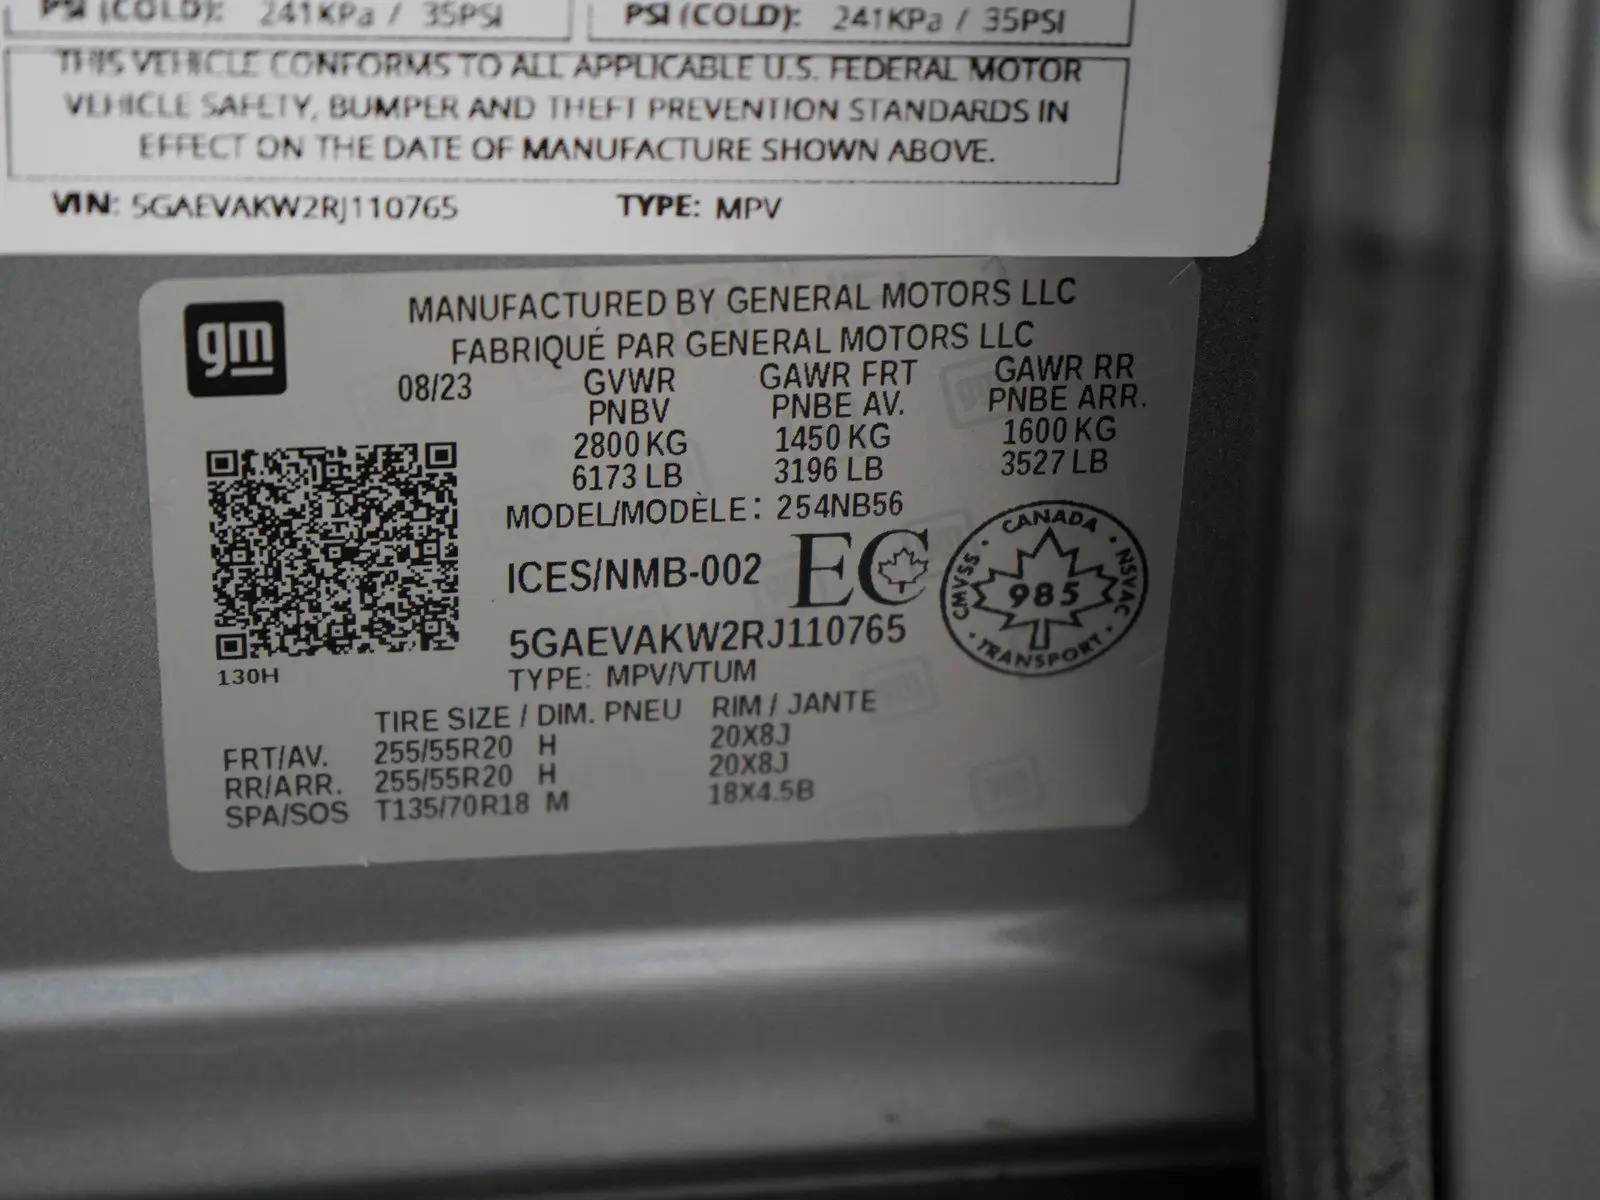 PSI (COLD): 241KPa / 35PSI PSI (COLD): 241KPa / 35PSI
THIS VEHICLE CONFORMS TO ALL APPLICABLE U.S. FEDERAL MOTOR
VEHICLE SAFETY, BUMPER AND THEFT PREVENTION STANDARDS IN
EFFECT ON THE DATE OF MANUFACTURE SHOWN ABOVE.
VIN: 5GAEVAKW2RJ110765 TYPE: MPV
gm
MANUFACTURED BY GENERAL MOTORS LLC
FABRIQUÉ PAR GENERAL MOTORS LLC
08/23 GVWR GAWR FRT GAWR RR
PNBV PNBE AV. PNBE ARR.
2800 KG 1450 KG 1600 KG
6173 LB 3196 LB 3527 LB
MODEL/MODÈLE: 254NB56
ICES/NMB-002 EC
CANADA
CMVSS 985 NSVAC
TRANSPORT
5GAEVAKW2RJ110765
130H
TYPE: MPV/VTUM
TIRE SIZE / DIM. PNEU RIM / JANTE
FRT/AV. 255/55R20 H 20X8J
RR/ARR. 255/55R20 H 20X8J
SPA/SOS T135/70R18 M 18X4.5B